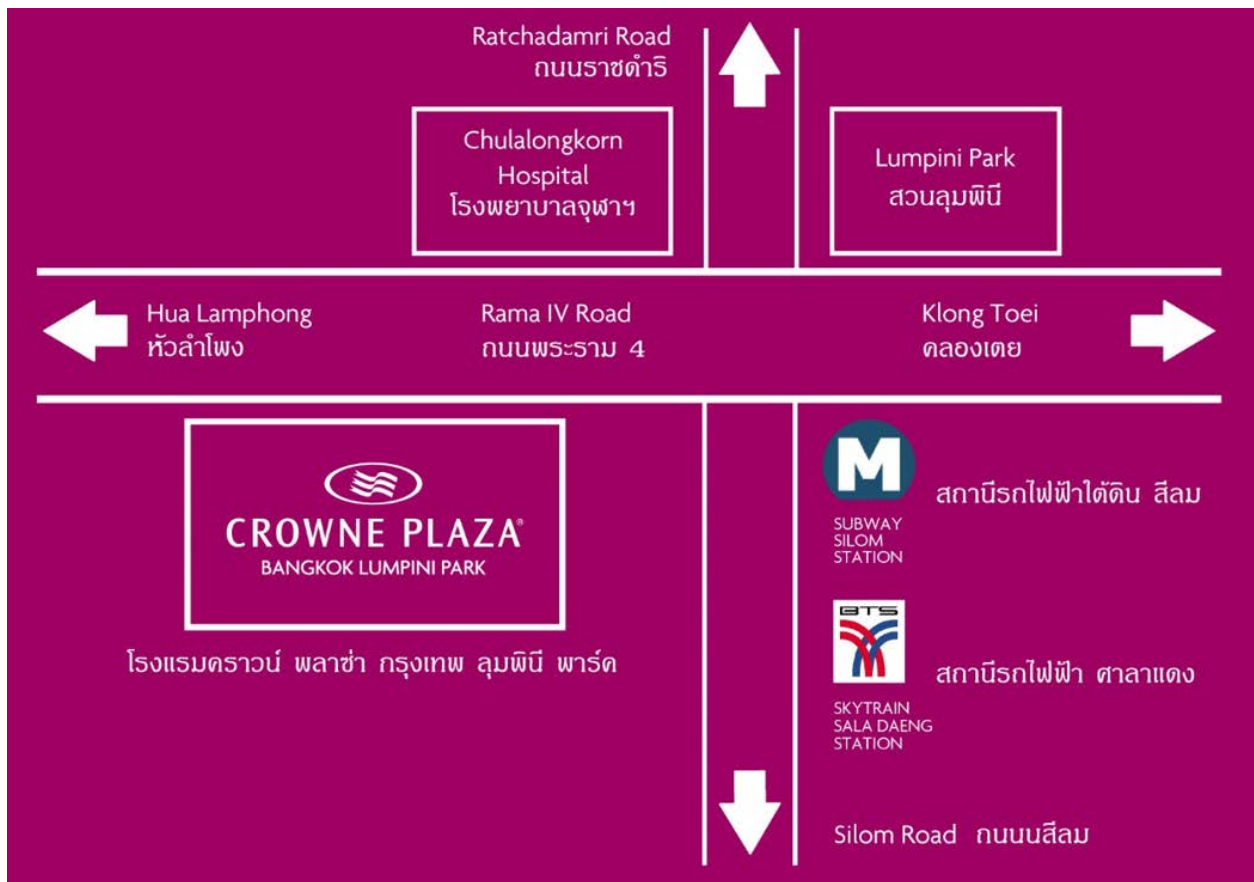 Ratchadamri Road
ถนนราชดำริ
Chulalongkorn
Hospital
โรงพยาบาลจุฬาฯ
Lumpini Park
สวนลุมพินี
Hua Lamphong
หัวลำโพง
Rama IV Road
ถนนพระราม 4
Klong Toei
คลองเตย
CROWNE PLAZA®
BANGKOK LUMPINI PARK
โรงแรมคราวน์ พลาซ่า กรุงเทพ ลุมพินี พาร์ค
M
SUBWAY
SILOM
STATION
สถานีรถไฟฟ้าใต้ดิน สีลม
BTS
SKYTRAIN
SALA DAENG
STATION
สถานีรถไฟฟ้า ศาลาแดง
Silom Road ถนนนสีลม